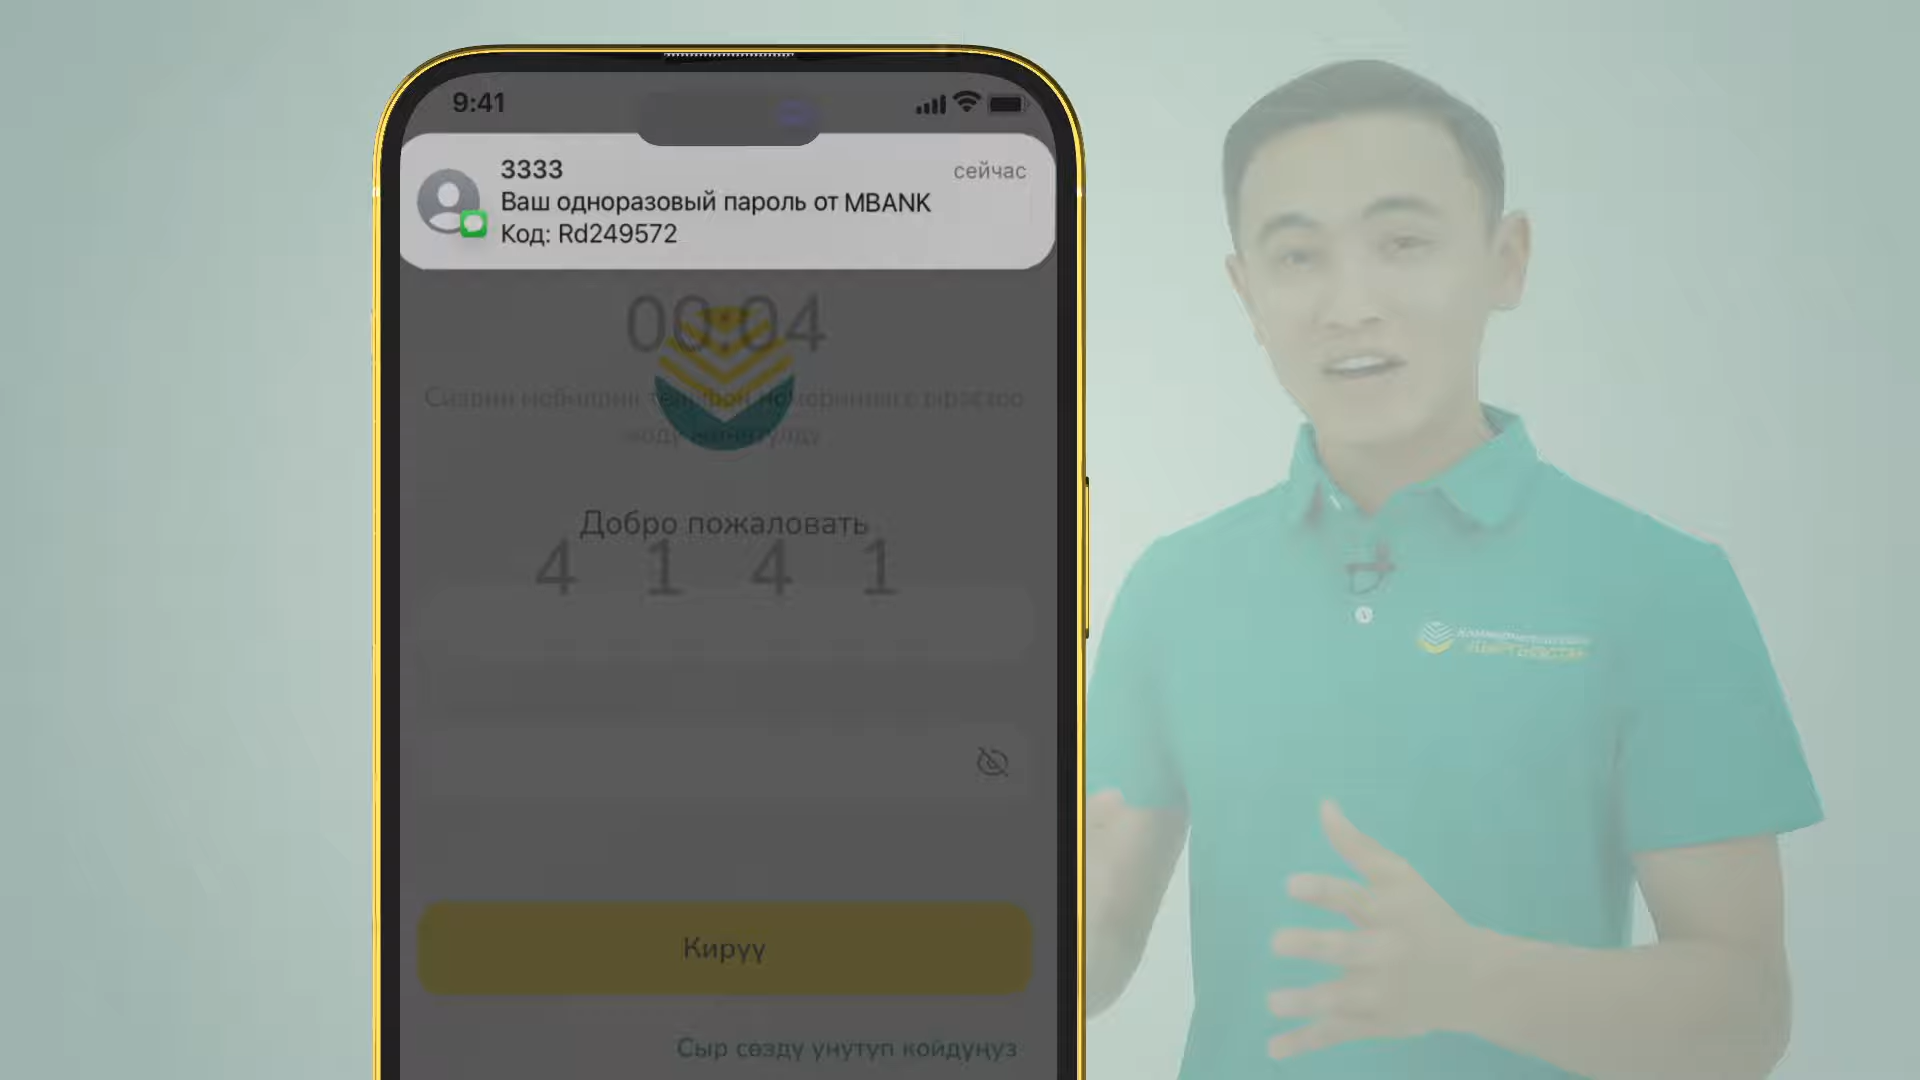 9:41
3333
сейчас
Ваш одноразовый пароль от MBANK
Код: Rd249572
00:04
Добро пожаловать
4 1 4 1
Кирүү
Сыр сөздү унутуп койдуңуз